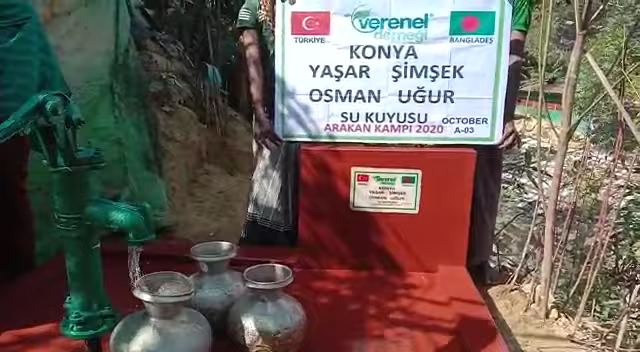 verenel
derneği
TÜRKİYE
BANGLADEŞ
KONYA
YAŞAR ŞİMŞEK
OSMAN UĞUR
SU KUYUSU
ARAKAN KAMPI 2020
OCTOBER
A-03
verenel
KONYA
YAŞAR ŞİMŞEK
OSMAN UĞUR